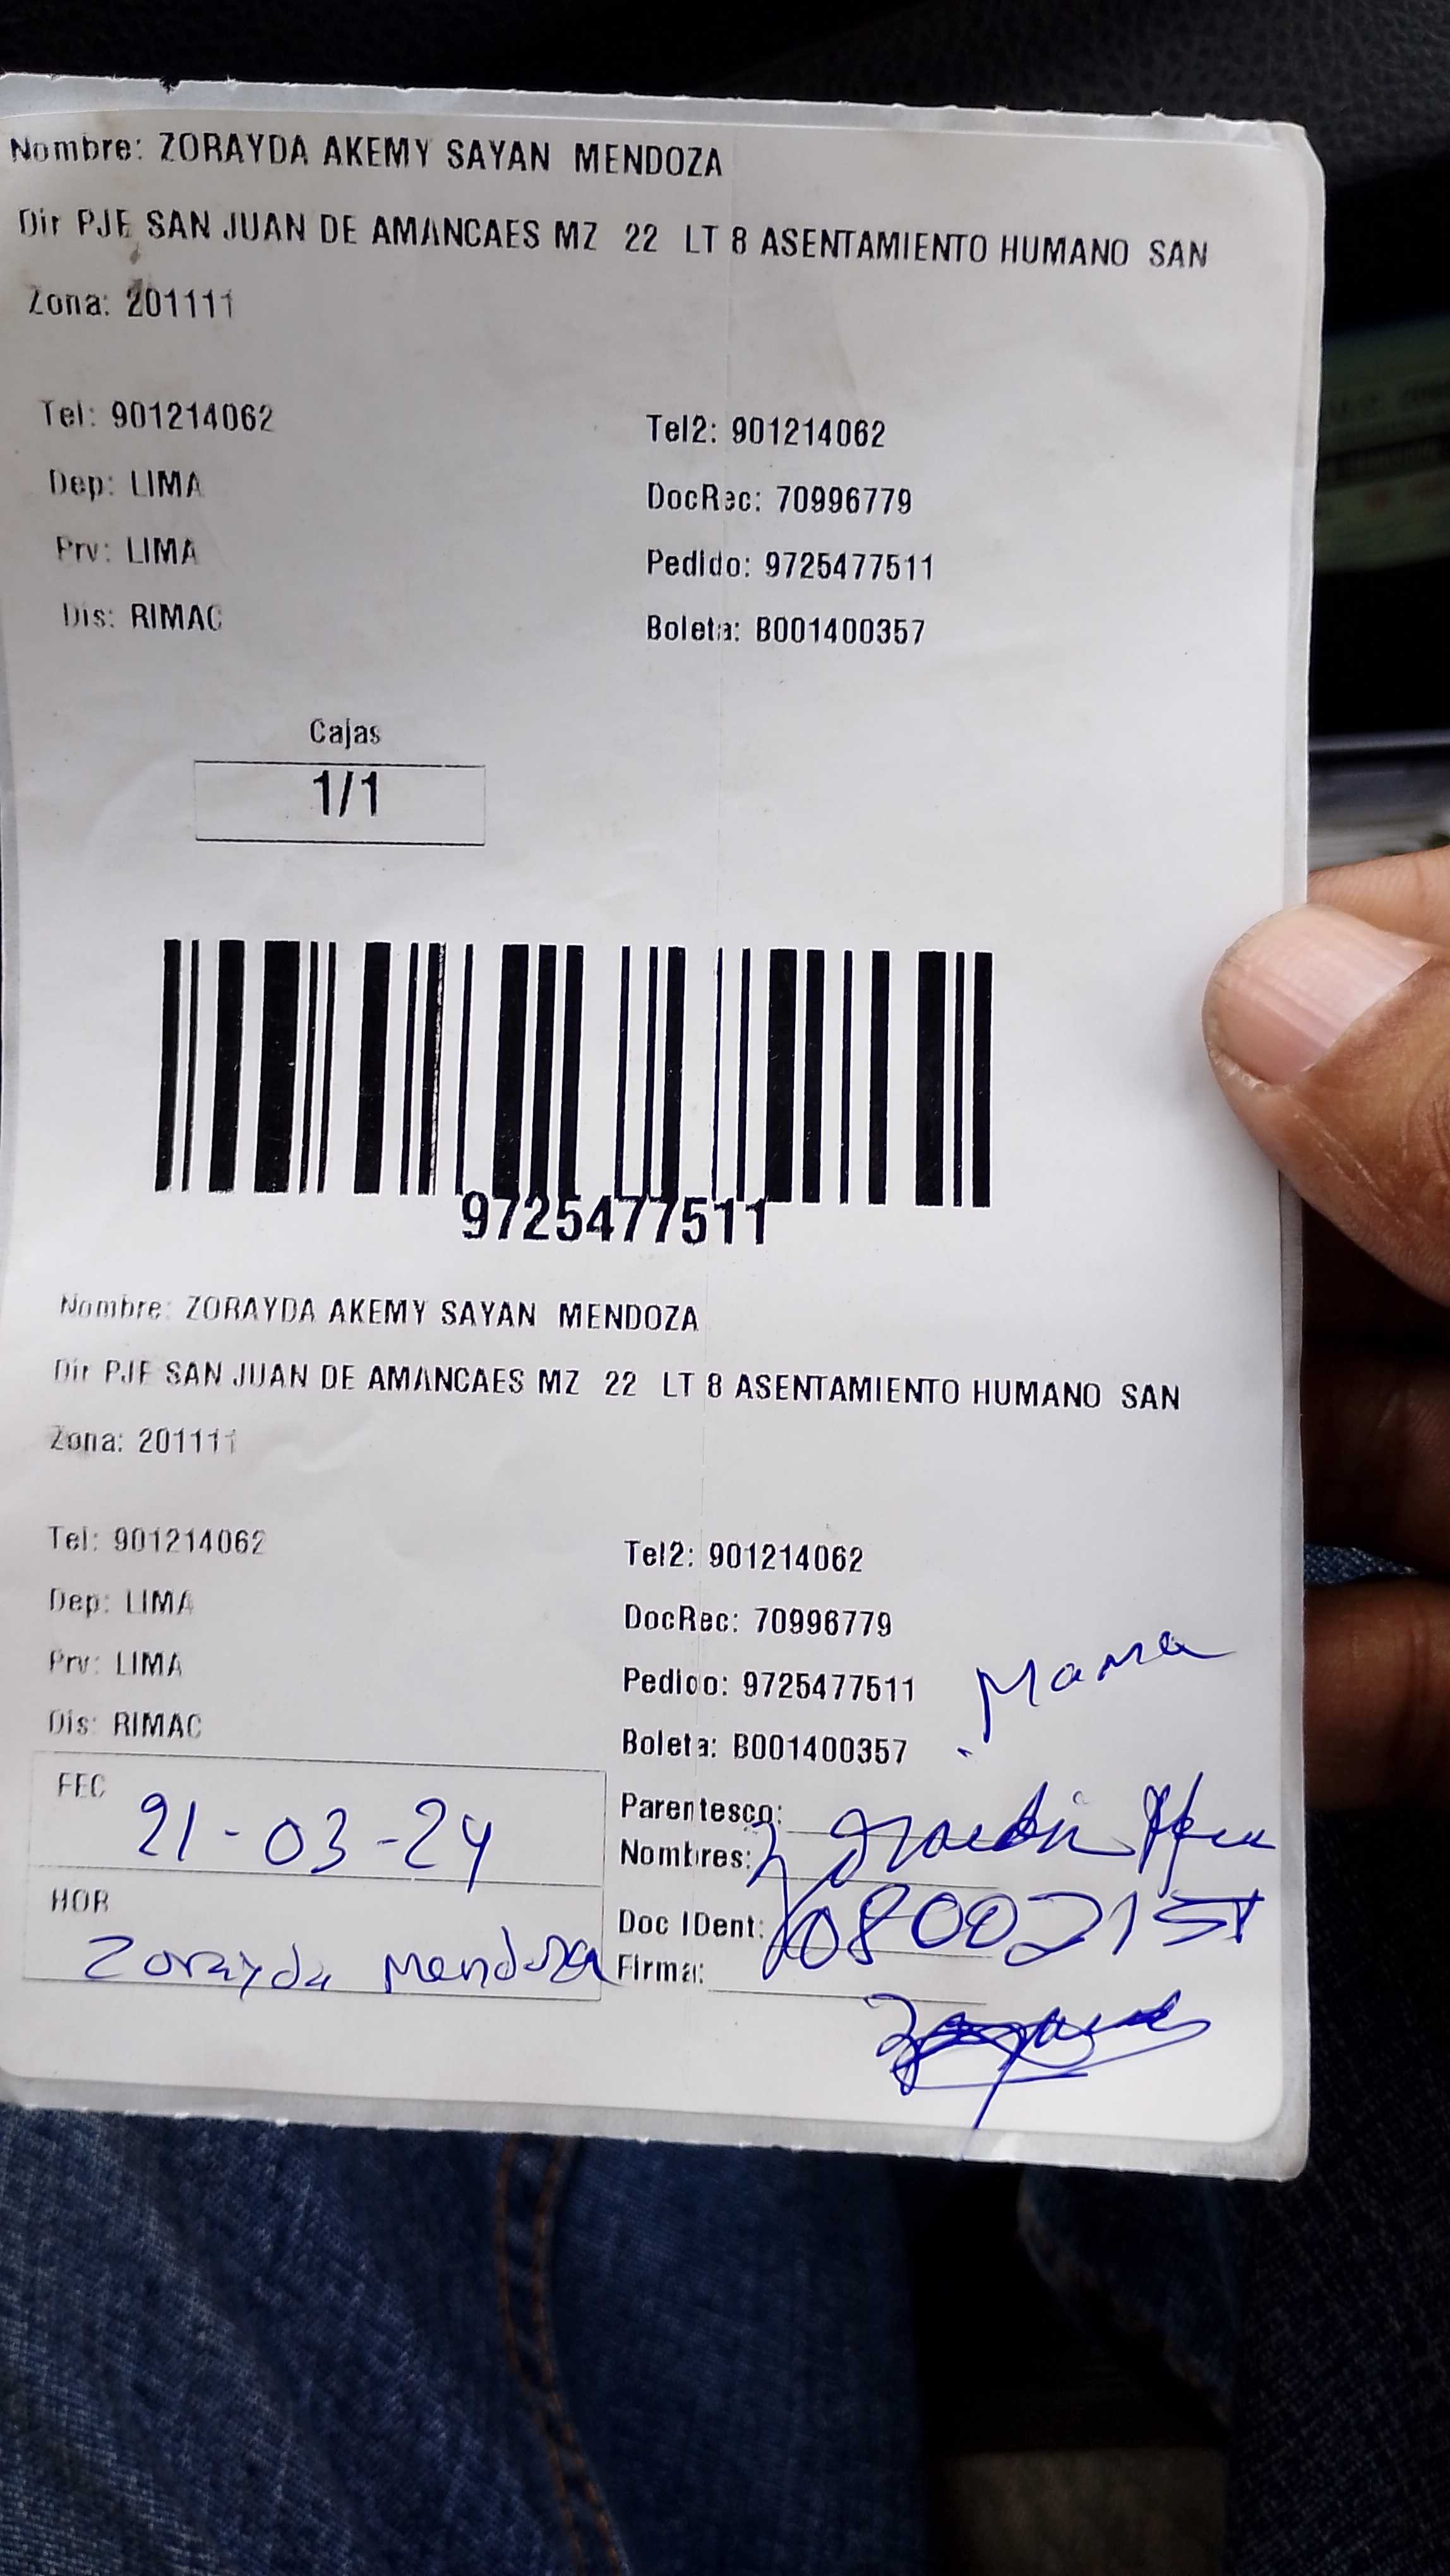 Nombre: ZORAYDA AKEMY SAYAN MENDOZA
Dir PJE SAN JUAN DE AMANCAES MZ 22 LT 8 ASENTAMIENTO HUMANO SAN
Zona: 201111
Tel: 901214062 Tel2: 901214062
Dep: LIMA DocRec: 70996779
Prv: LIMA Pedido: 9725477511
Dis: RIMAC Boleta: B001400357
Cajas
1/1
9725477511
Nombre: ZORAYDA AKEMY SAYAN MENDOZA
Dir PJE SAN JUAN DE AMANCAES MZ 22 LT 8 ASENTAMIENTO HUMANO SAN
Zona: 201111
Tel: 901214062 Tel2: 901214062
Dep: LIMA DocRec: 70996779
Prv: LIMA Pedido: 9725477511 Mama
Dis: RIMAC Boleta: B001400357
FEC 21-03-24 Parentesco:
Nombres:
HOR Doc IDent:
Zorayda Mendoza Firma: